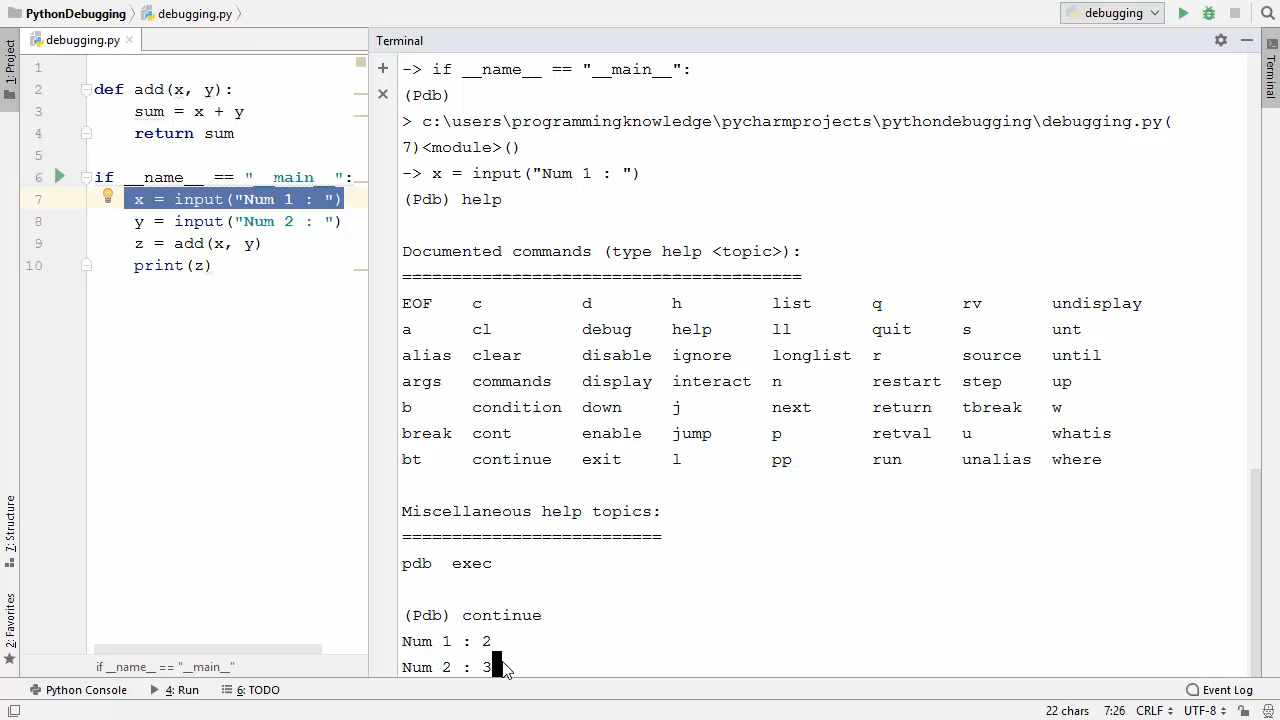 PythonDebugging
debugging.py
debugging
debugging.py
Terminal
1: Project
7: Structure
2: Favorites
Terminal
1
2 def add(x, y):
3 sum = x + y
4 return sum
5
6 if __name__ == "__main__":
7 x = input("Num 1 : ")
8 y = input("Num 2 : ")
9 z = add(x, y)
10 print(z)
if __name__ == "__main__"
-> if __name__ == "__main__":
(Pdb)
> c:\users\programmingknowledge\pycharmprojects\pythondebugging\debugging.py(
7)<module>()
-> x = input("Num 1 : ")
(Pdb) help
Documented commands (type help <topic>):
========================================
EOF c d h list q rv undisplay
a cl debug help ll quit s unt
alias clear disable ignore longlist r source until
args commands display interact n restart step up
b condition down j next return tbreak w
break cont enable jump p retval u whatis
bt continue exit l pp run unalias where
Miscellaneous help topics:
==========================
pdb exec
(Pdb) continue
Num 1 : 2
Num 2 : 3
Python Console
4: Run
6: TODO
Event Log
22 chars 7:26 CRLF UTF-8